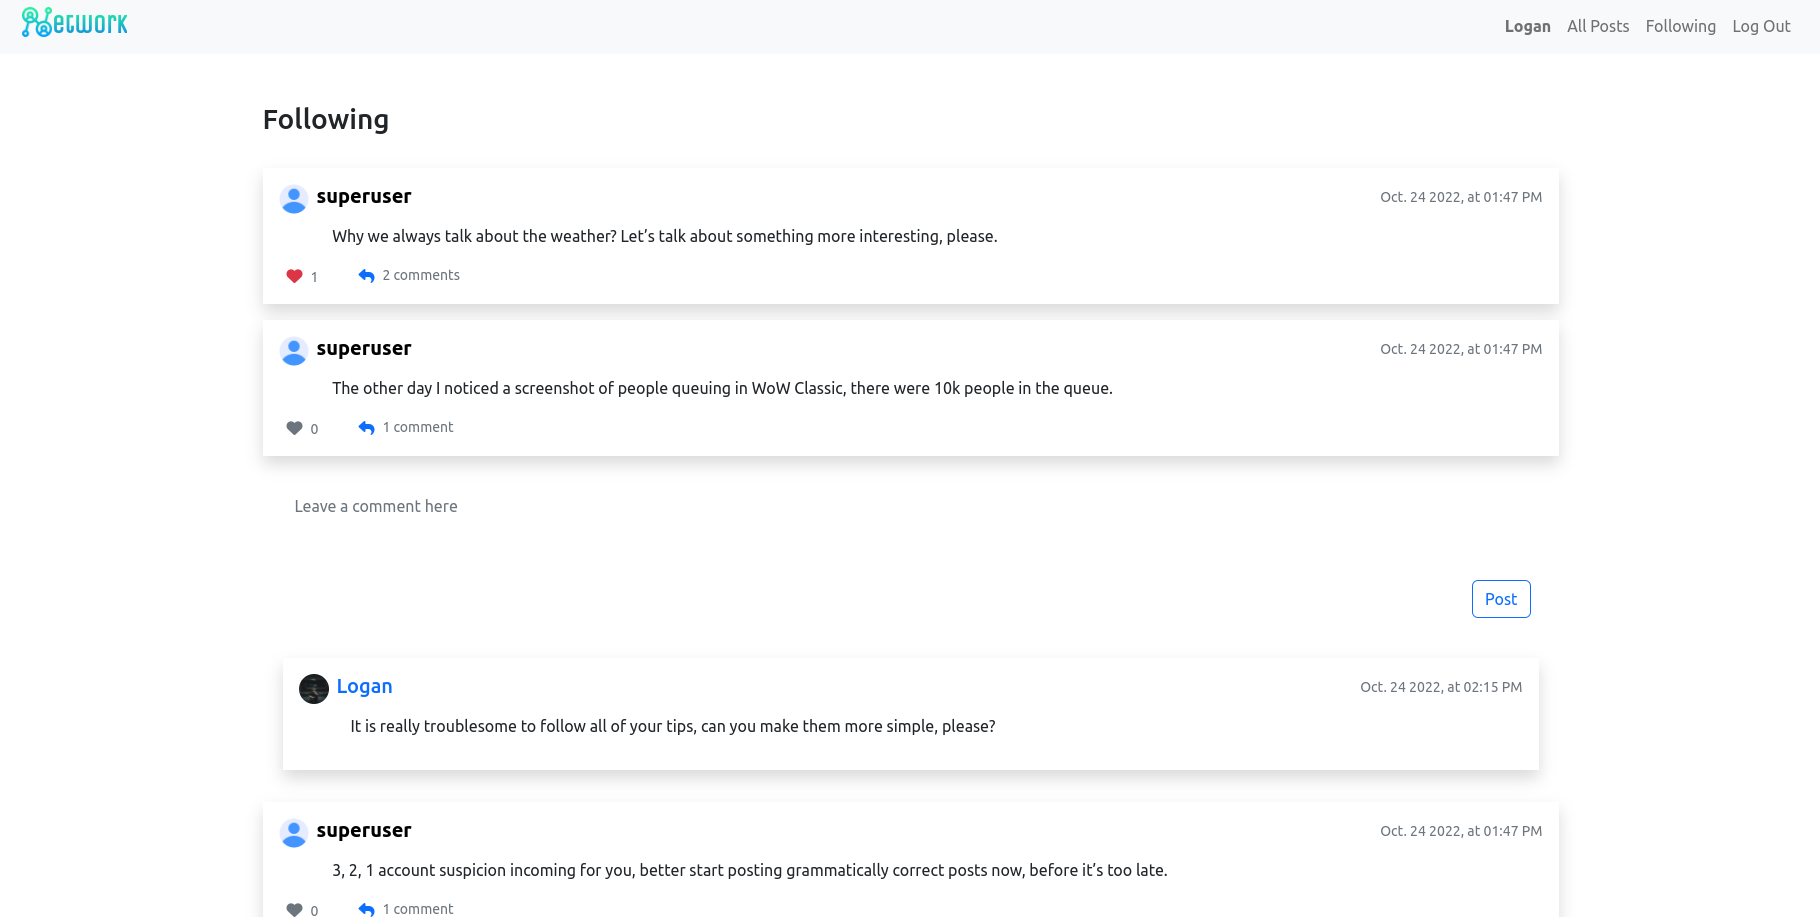 Network
Logan All Posts Following Log Out
Following
superuser Oct. 24 2022, at 01:47 PM
Why we always talk about the weather? Let’s talk about something more interesting, please.
1 2 comments
superuser Oct. 24 2022, at 01:47 PM
The other day I noticed a screenshot of people queuing in WoW Classic, there were 10k people in the queue.
0 1 comment
Leave a comment here
Post
Logan Oct. 24 2022, at 02:15 PM
It is really troublesome to follow all of your tips, can you make them more simple, please?
superuser Oct. 24 2022, at 01:47 PM
3, 2, 1 account suspicion incoming for you, better start posting grammatically correct posts now, before it’s too late.
0 1 comment